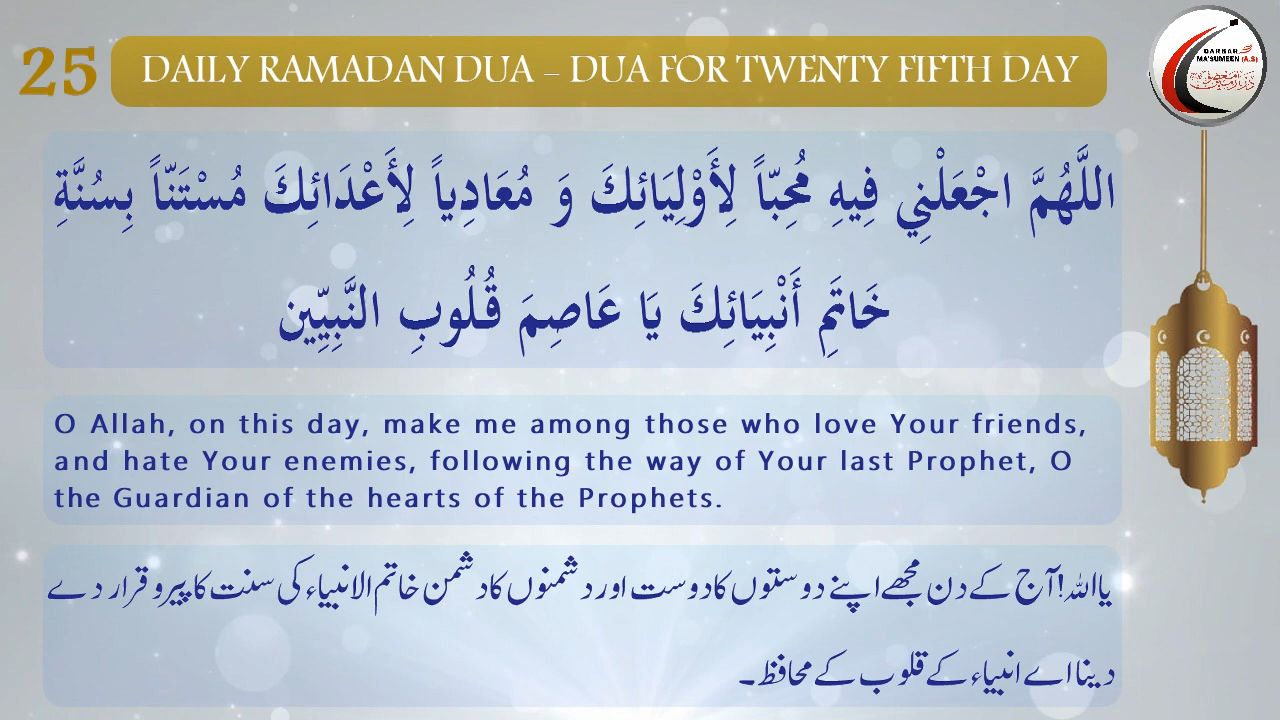 25
DAILY RAMADAN DUA – DUA FOR TWENTY FIFTH DAY
DARBAR
MA'SUMEEN (A.S)
اللَّهُمَّ اجْعَلْنِي فِيهِ مُحِبّاً لِأَوْلِيَائِكَ وَ مُعَادِياً لِأَعْدَائِكَ مُسْتَنّاً بِسُنَّةِ
خَاتَمِ أَنْبِيَائِكَ يَا عَاصِمَ قُلُوبِ النَّبِيِّين
O Allah, on this day, make me among those who love Your friends,
and hate Your enemies, following the way of Your last Prophet, O
the Guardian of the hearts of the Prophets.
یااللہ!آج کے دن مجھے اپنے دوستوں کا دوست اور دشمنوں کا دشمن خاتم الانبیاء کی سنت کا پیرو قرار دے
دینا اے انبیاء کے قلوب کے محافظ۔